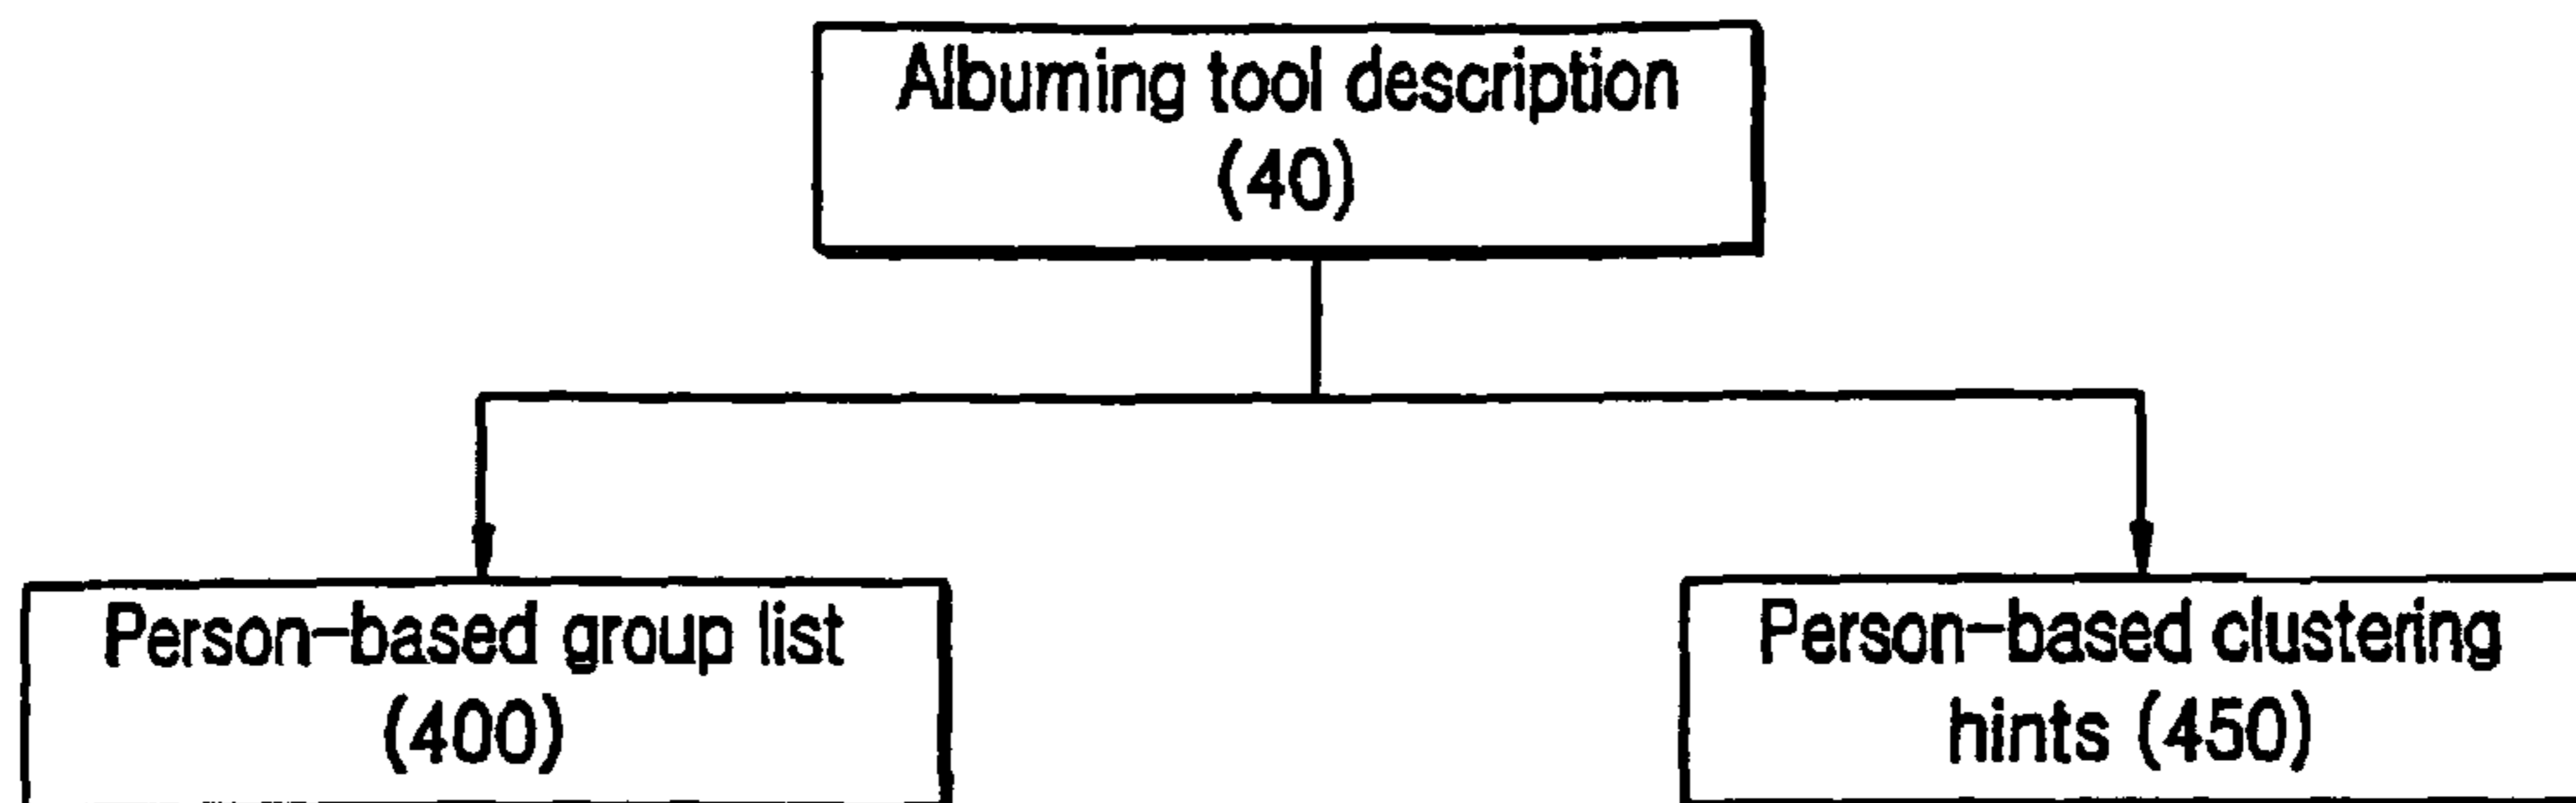 Albuming tool description
(40)
Person-based group list
(400)
Person-based clustering
hints (450)